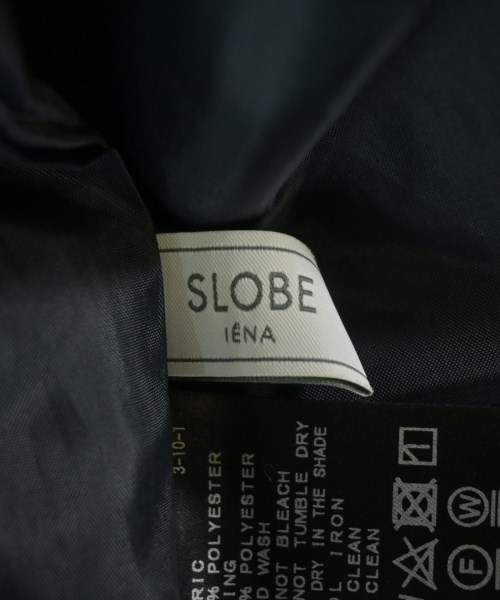 SLOBE
IÉNA
3-10-1
RIC
% POLYESTER
ING
% POLYESTER
D WASH
NOT BLEACH
NOT TUMBLE DRY
DRY IN THE SHADE
L IRON
CLEAN
CLEAN
W
F